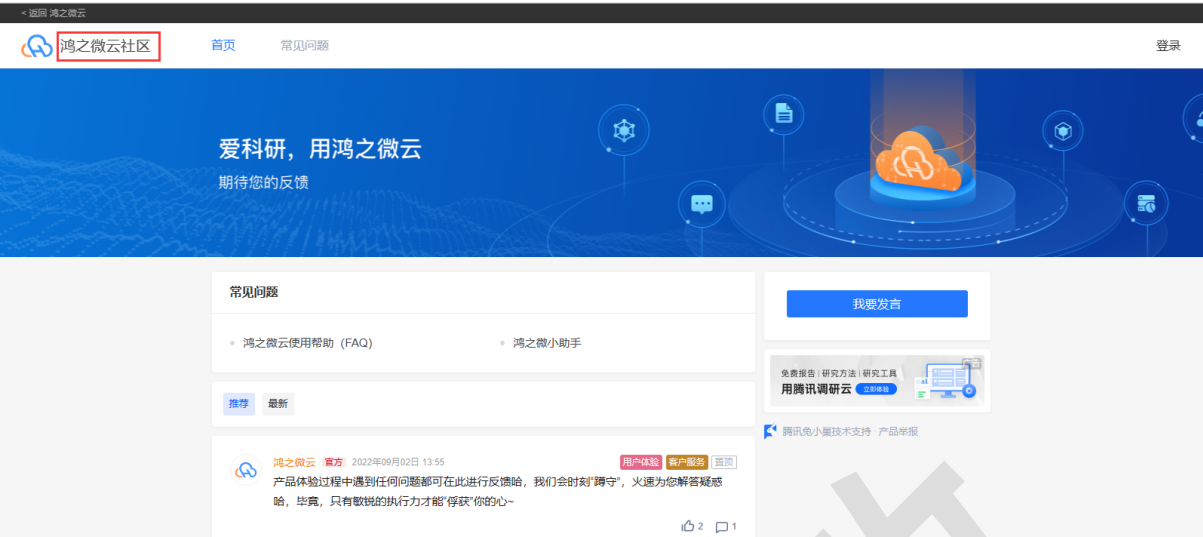 < 返回 鸿之微云
鸿之微云社区 首页 常见问题 登录
爱科研，用鸿之微云
期待您的反馈
常见问题
鸿之微云使用帮助（FAQ） 鸿之微小助手
我要发言
免费报告 | 研究方法 | 研究工具
用腾讯调研云 立即体验
推荐 最新
腾讯兔小巢技术支持 · 产品举报
鸿之微云 官方 2022年09月02日 13:55 用户体验 客户服务 置顶
产品体验过程中遇到任何问题都可在此进行反馈哈，我们会时刻"蹲守"，火速为您解答疑惑
哈，毕竟，只有敏锐的执行力才能"俘获"你的心~
2 1